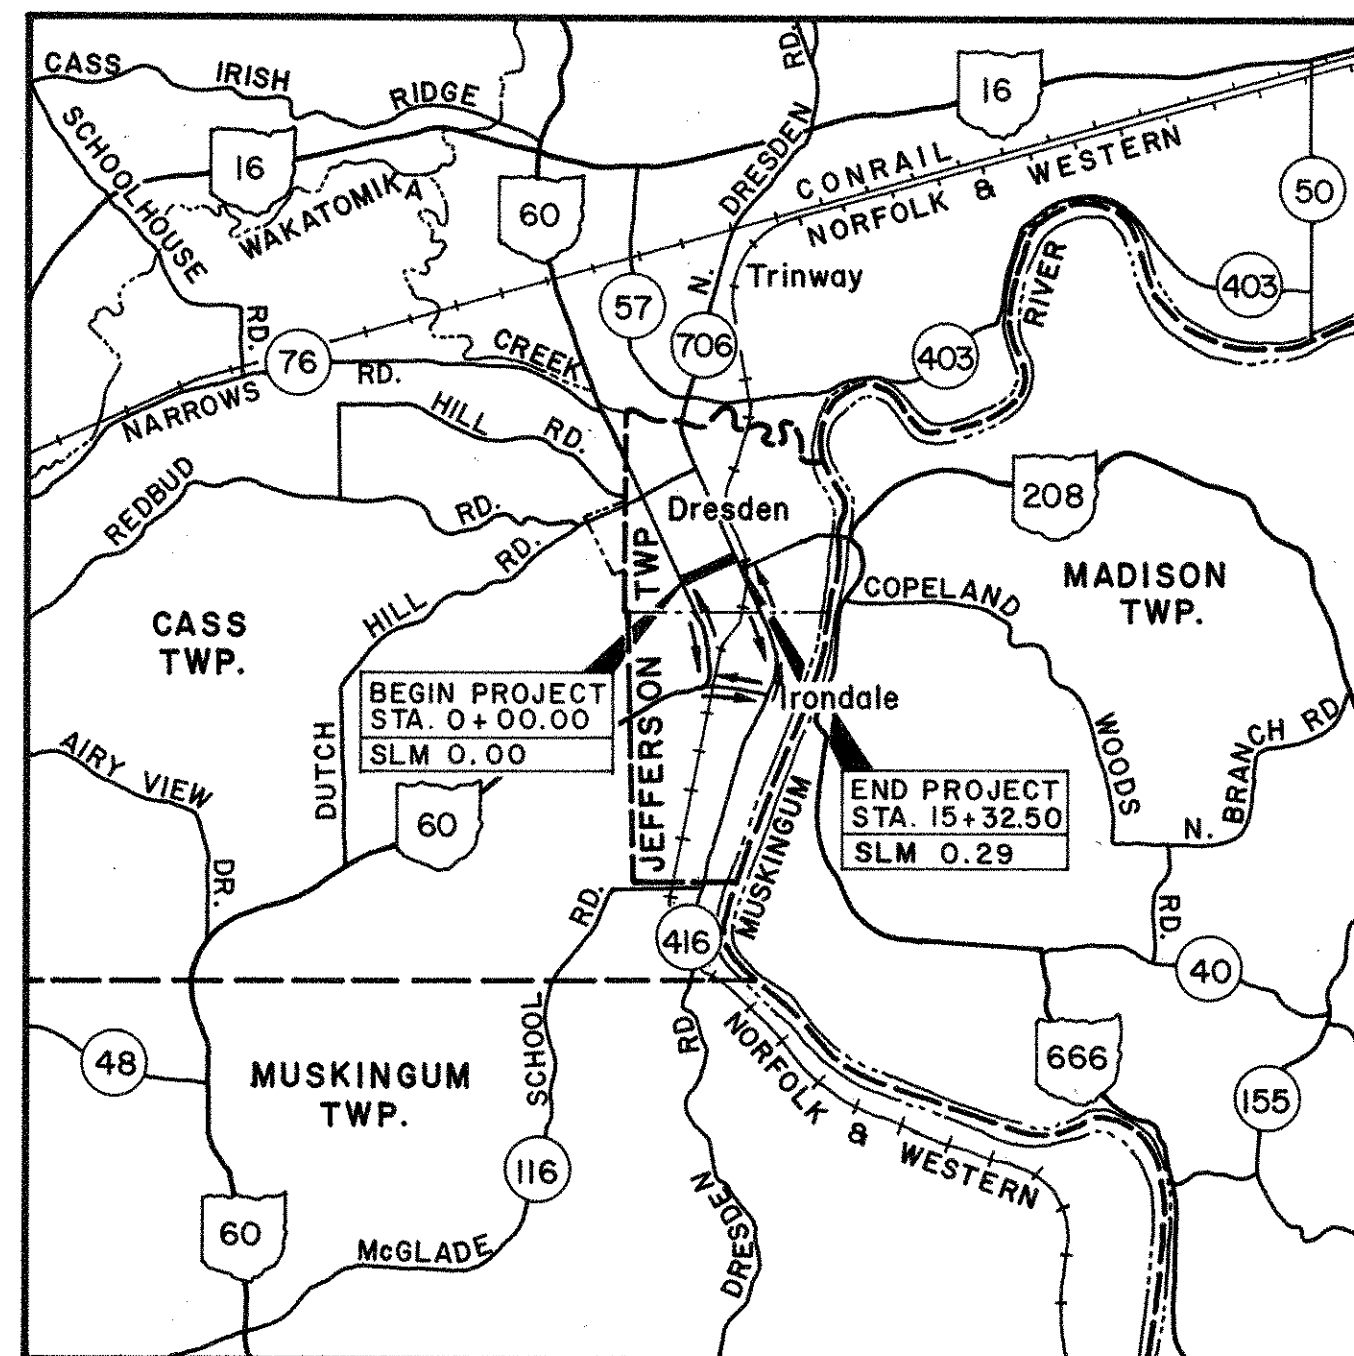 CASS IRISH RIDGE RD.
16
16
SCHOOLHOUSE RD.
WAKATOMIKA CREEK
60
N. DRESDEN
CONRAIL
NORFOLK & WESTERN
50
Trinway
57
706
403
403
RIVER
76
NARROWS RD.
HILL RD.
REDBUD RD.
Dresden
208
MADISON
TWP.
COPELAND
CASS
TWP.
DUTCH HILL RD.
JEFFERSON TWP
BEGIN PROJECT
STA. 0+00.00
SLM 0.00
Irondale
END PROJECT
STA. 15+32.50
SLM 0.29
AIRY VIEW DR.
60
MUSKINGUM
WOODS
N. BRANCH RD
RD.
416
40
SCHOOL RD.
48
MUSKINGUM
TWP.
116
McGLADE
60
DRESDEN RD
NORFOLK & WESTERN
666
155